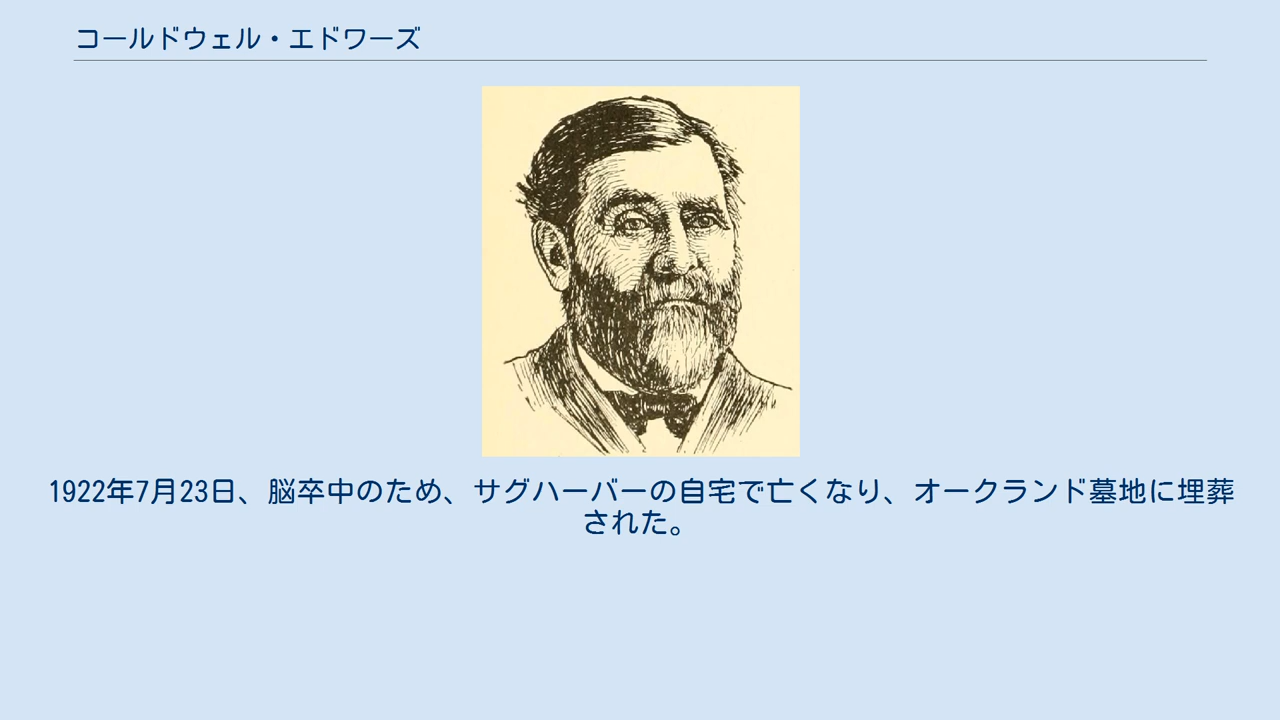 コールドウェル・エドワーズ
1922年7月23日、脳卒中のため、サグハーバーの自宅で亡くなり、オークランド墓地に埋葬
された。